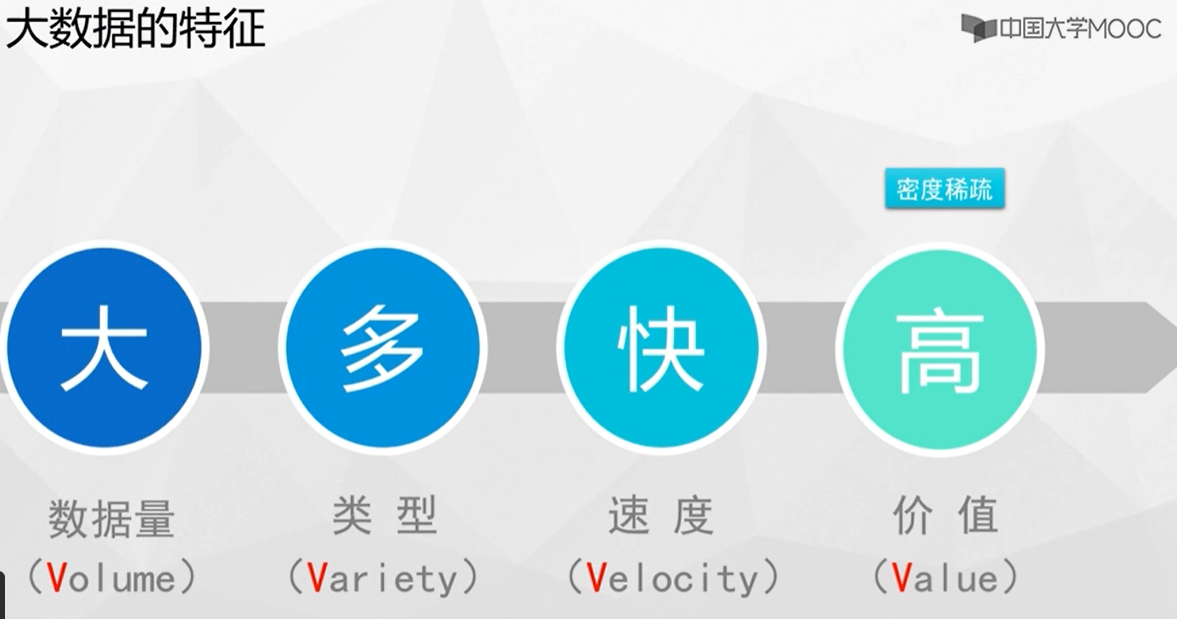 大数据的特征
中国大学MOOC
密度稀疏
大 多 快 高
数据量 类型 速度 价值
(Volume) (Variety) (Velocity) (Value)